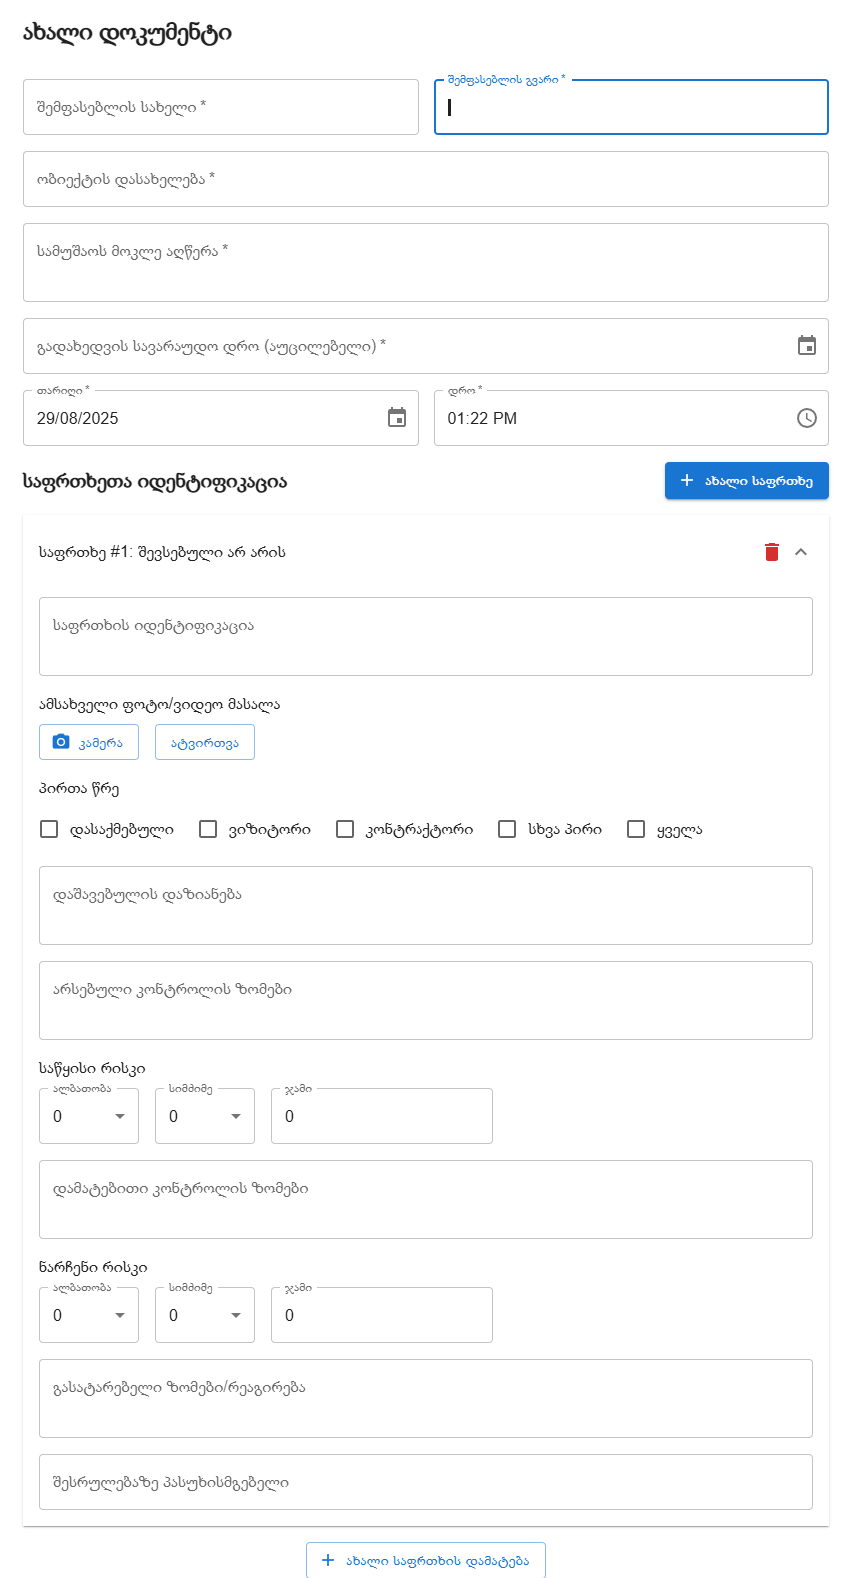 ახალი დოკუმენტი
შემფასებლის სახელი *
შემფასებლის გვარი *
ობიექტის დასახელება *
სამუშაოს მოკლე აღწერა *
გადახედვის სავარაუდო დრო (აუცილებელი) *
თარიღი *
29/08/2025
დრო *
01:22 PM
საფრთხეთა იდენტიფიკაცია
ახალი საფრთხე
საფრთხე #1: შევსებული არ არის
საფრთხის იდენტიფიკაცია
ამსახველი ფოტო/ვიდეო მასალა
კამერა
ატვირთვა
პირთა წრე
დასაქმებული ვიზიტორი კონტრაქტორი სხვა პირი ყველა
დაშავებულის დაზიანება
არსებული კონტროლის ზომები
საწყისი რისკი
ალბათობა
0
სიმძიმე
0
ჯამი
0
დამატებითი კონტროლის ზომები
ნარჩენი რისკი
ალბათობა
0
სიმძიმე
0
ჯამი
0
გასატარებელი ზომები/რეაგირება
შესრულებაზე პასუხისმგებელი
ახალი საფრთხის დამატება